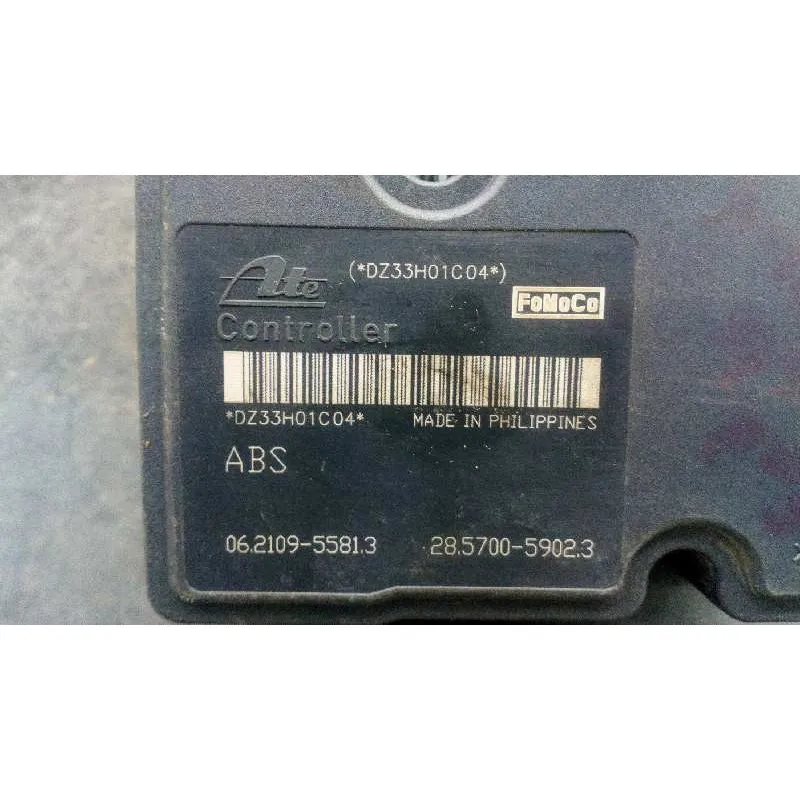 (*DZ33H01C04*)
Ate
FoMoCo
Controller
*DZ33H01C04* MADE IN PHILIPPINES
ABS
06.2109-5581.3 28.5700-5902.3